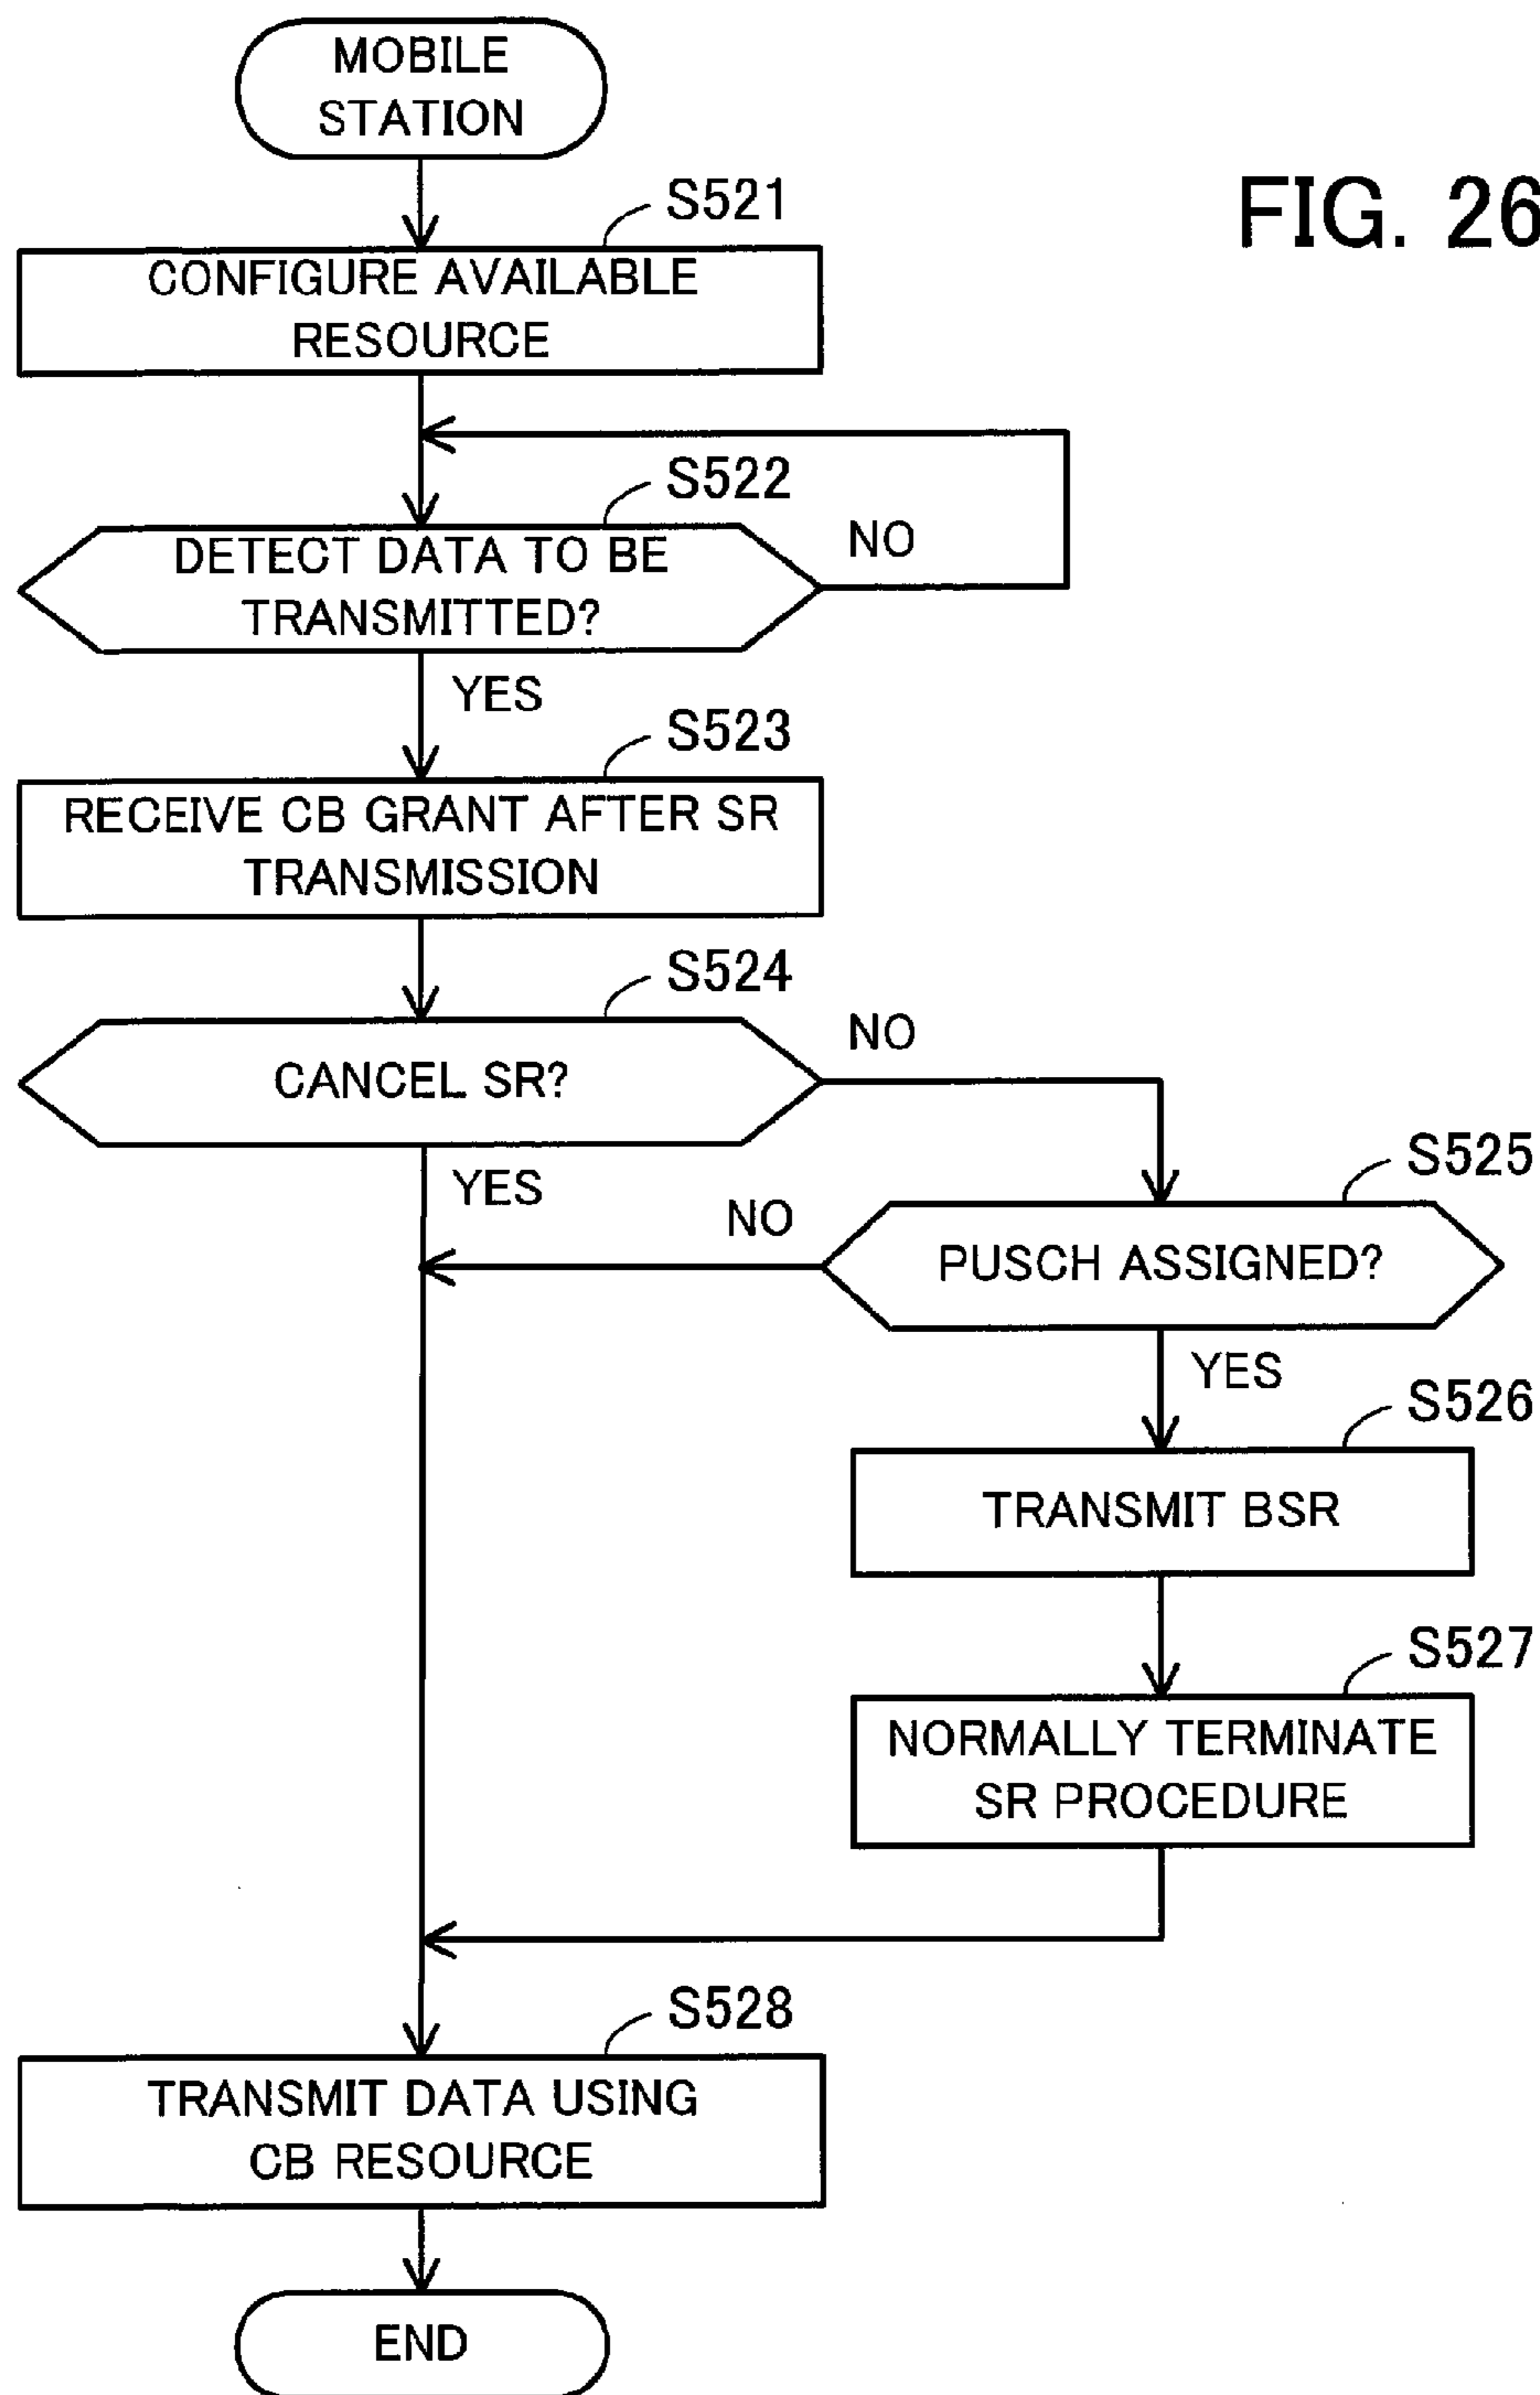 MOBILE
STATION
FIG. 26
S521
CONFIGURE AVAILABLE
RESOURCE
S522
DETECT DATA TO BE
TRANSMITTED?
NO
YES
S523
RECEIVE CB GRANT AFTER SR
TRANSMISSION
S524
CANCEL SR?
NO
YES
S525
PUSCH ASSIGNED?
NO
YES
S526
TRANSMIT BSR
S527
NORMALLY TERMINATE
SR PROCEDURE
S528
TRANSMIT DATA USING
CB RESOURCE
END